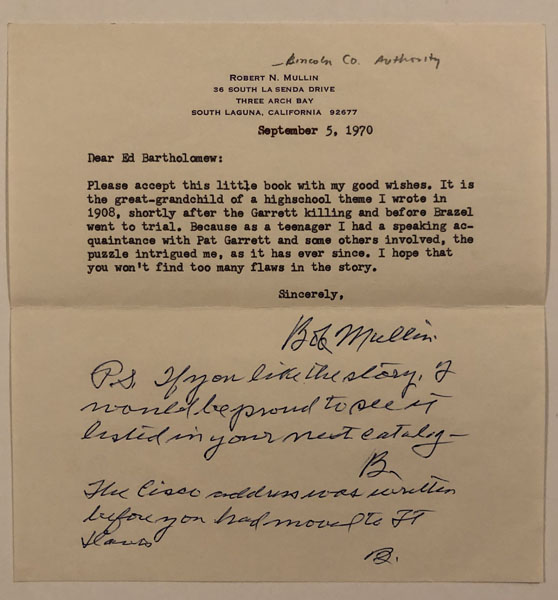 - Lincoln Co. Authority
ROBERT N. MULLIN
36 SOUTH LA SENDA DRIVE
THREE ARCH BAY
SOUTH LAGUNA, CALIFORNIA 92677
September 5, 1970
Dear Ed Bartholomew:
Please accept this little book with my good wishes. It is
the great-grandchild of a highschool theme I wrote in
1908, shortly after the Garrett killing and before Brazel
went to trial. Because as a teenager I had a speaking ac-
quaintance with Pat Garrett and some others involved, the
puzzle intrigued me, as it has ever since. I hope that
you won't find too many flaws in the story.
Sincerely,
Bob Mullin
P.S. If you like the story, I
would be proud to see it
listed in your next catalog—
B.
The Cisco address was written
before you had moved to Ft
Davis
B.